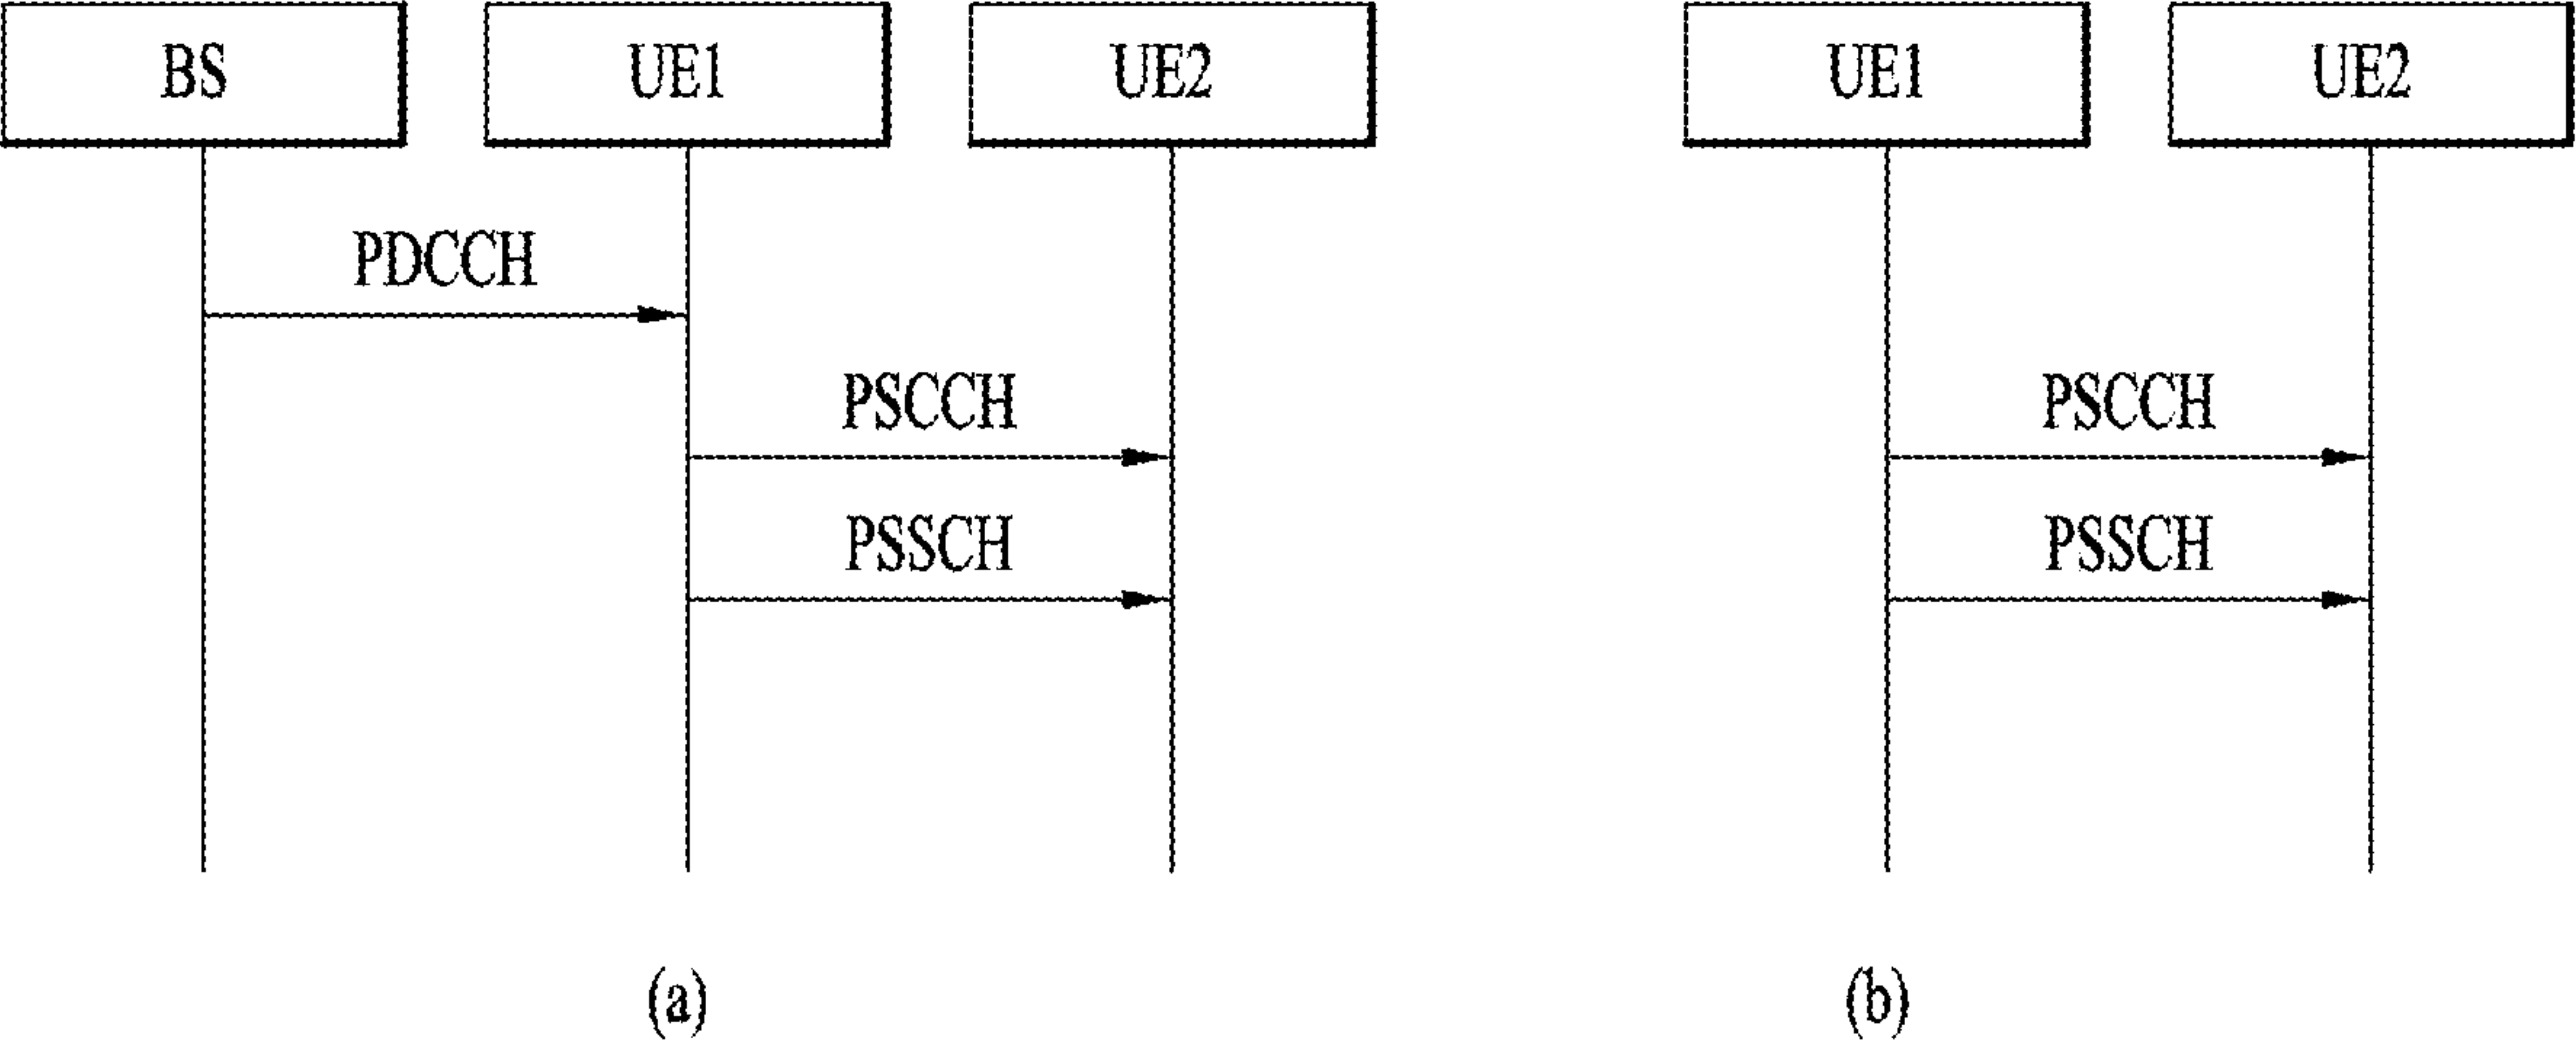 BS UE1 UE2 UE1 UE2
PDCCH
PSCCH PSCCH
PSSCH PSSCH
(a) (b)